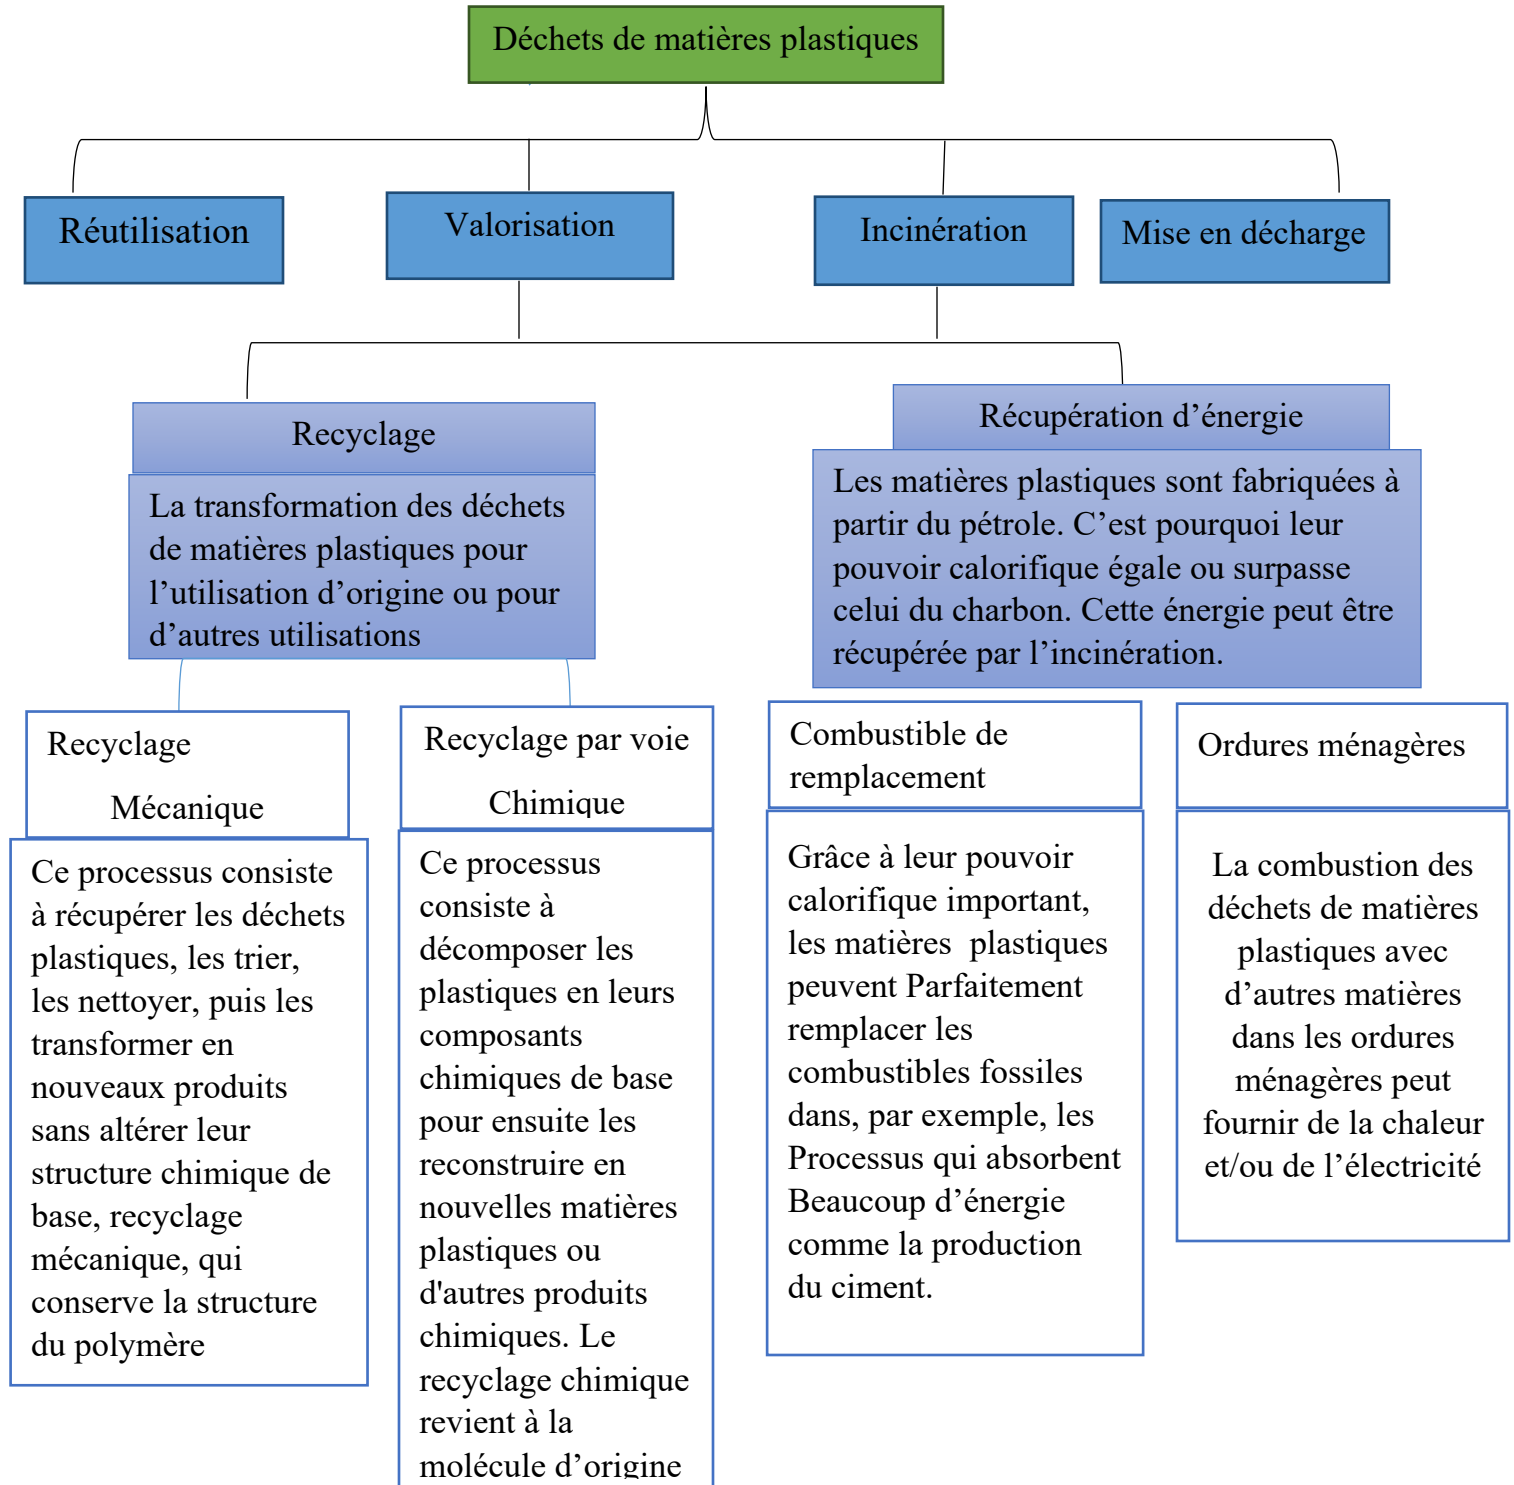 Déchets de matières plastiques
Réutilisation
Valorisation
Incinération
Mise en décharge
Recyclage
La transformation des déchets
de matières plastiques pour
l’utilisation d’origine ou pour
d’autres utilisations
Récupération d’énergie
Les matières plastiques sont fabriquées à
partir du pétrole. C’est pourquoi leur
pouvoir calorifique égale ou surpasse
celui du charbon. Cette énergie peut être
récupérée par l’incinération.
Recyclage
Mécanique
Ce processus consiste
à récupérer les déchets
plastiques, les trier,
les nettoyer, puis les
transformer en
nouveaux produits
sans altérer leur
structure chimique de
base, recyclage
mécanique, qui
conserve la structure
du polymère
Recyclage par voie
Chimique
Ce processus
consiste à
décomposer les
plastiques en leurs
composants
chimiques de base
pour ensuite les
reconstruire en
nouvelles matières
plastiques ou
d'autres produits
chimiques. Le
recyclage chimique
revient à la
molécule d’origine
Combustible de
remplacement
Grâce à leur pouvoir
calorifique important,
les matières plastiques
peuvent Parfaitement
remplacer les
combustibles fossiles
dans, par exemple, les
Processus qui absorbent
Beaucoup d’énergie
comme la production
du ciment.
Ordures ménagères
La combustion des
déchets de matières
plastiques avec
d’autres matières
dans les ordures
ménagères peut
fournir de la chaleur
et/ou de l’électricité